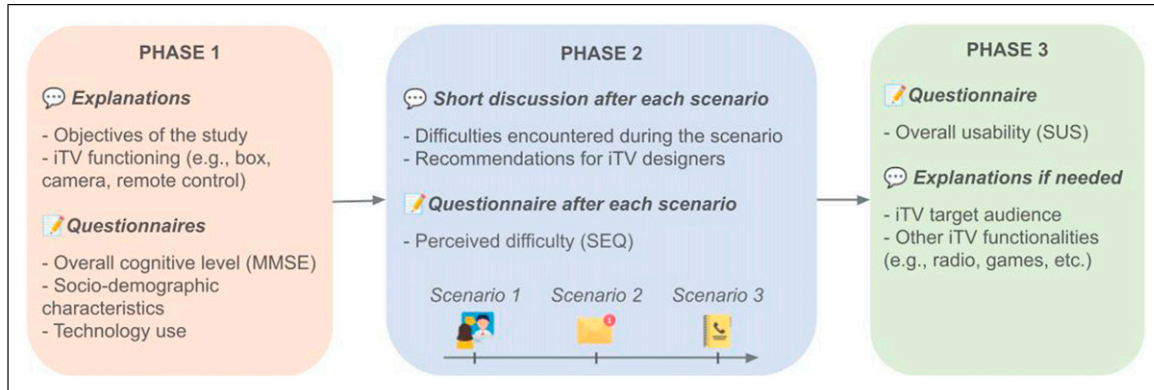 PHASE 1
Explanations
- Objectives of the study
- iTV functioning (e.g., box,
camera, remote control)
Questionnaires
- Overall cognitive level (MMSE)
- Socio-demographic
characteristics
- Technology use
PHASE 2
Short discussion after each scenario
- Difficulties encountered during the scenario
- Recommendations for iTV designers
Questionnaire after each scenario
- Perceived difficulty (SEQ)
Scenario 1 Scenario 2 Scenario 3
1
PHASE 3
Questionnaire
- Overall usability (SUS)
Explanations if needed
- iTV target audience
- Other iTV functionalities
(e.g., radio, games, etc.)